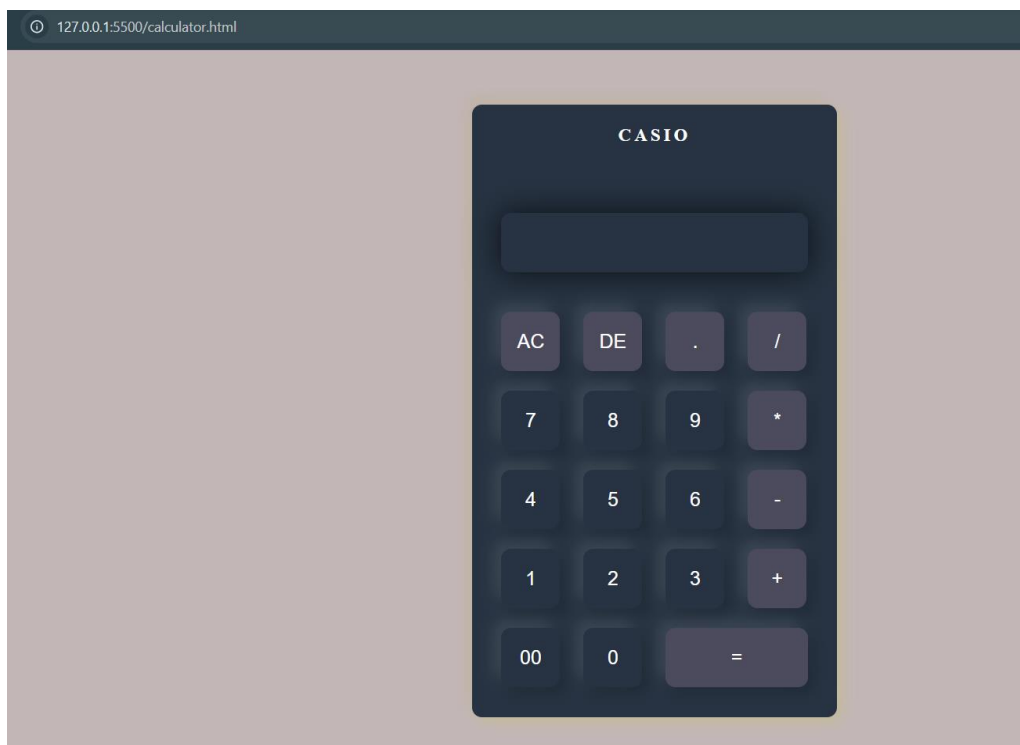 127.0.0.1:5500/calculator.html
CASIO
AC DE . /
7 8 9 *
4 5 6 -
1 2 3 +
00 0 =